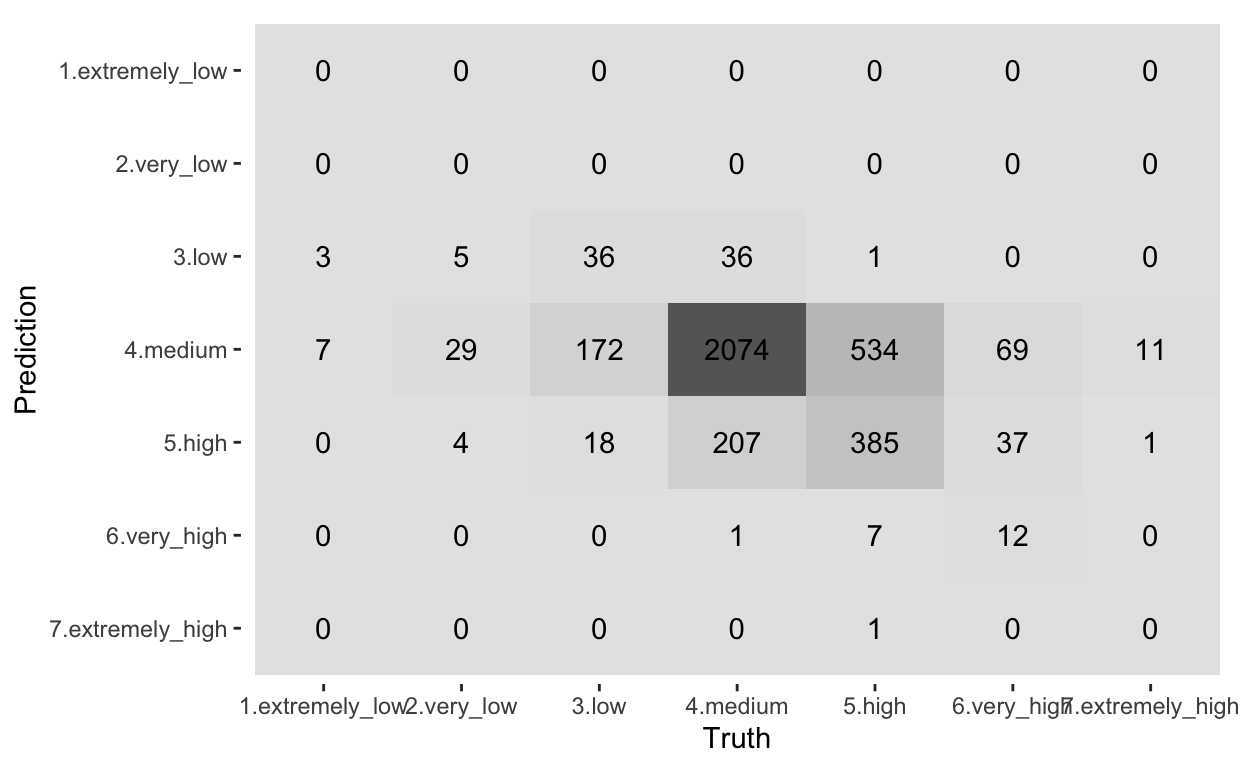 1.extremely_low 0 0 0 0 0 0 0
2.very_low 0 0 0 0 0 0 0
3.low 3 5 36 36 1 0 0
Prediction
4.medium 7 29 172 2074 534 69 11
5.high 0 4 18 207 385 37 1
6.very_high 0 0 0 1 7 12 0
7.extremely_high 0 0 0 0 1 0 0
1.extremely_low 2.very_low 3.low 4.medium 5.high 6.very_high 7.extremely_high
Truth